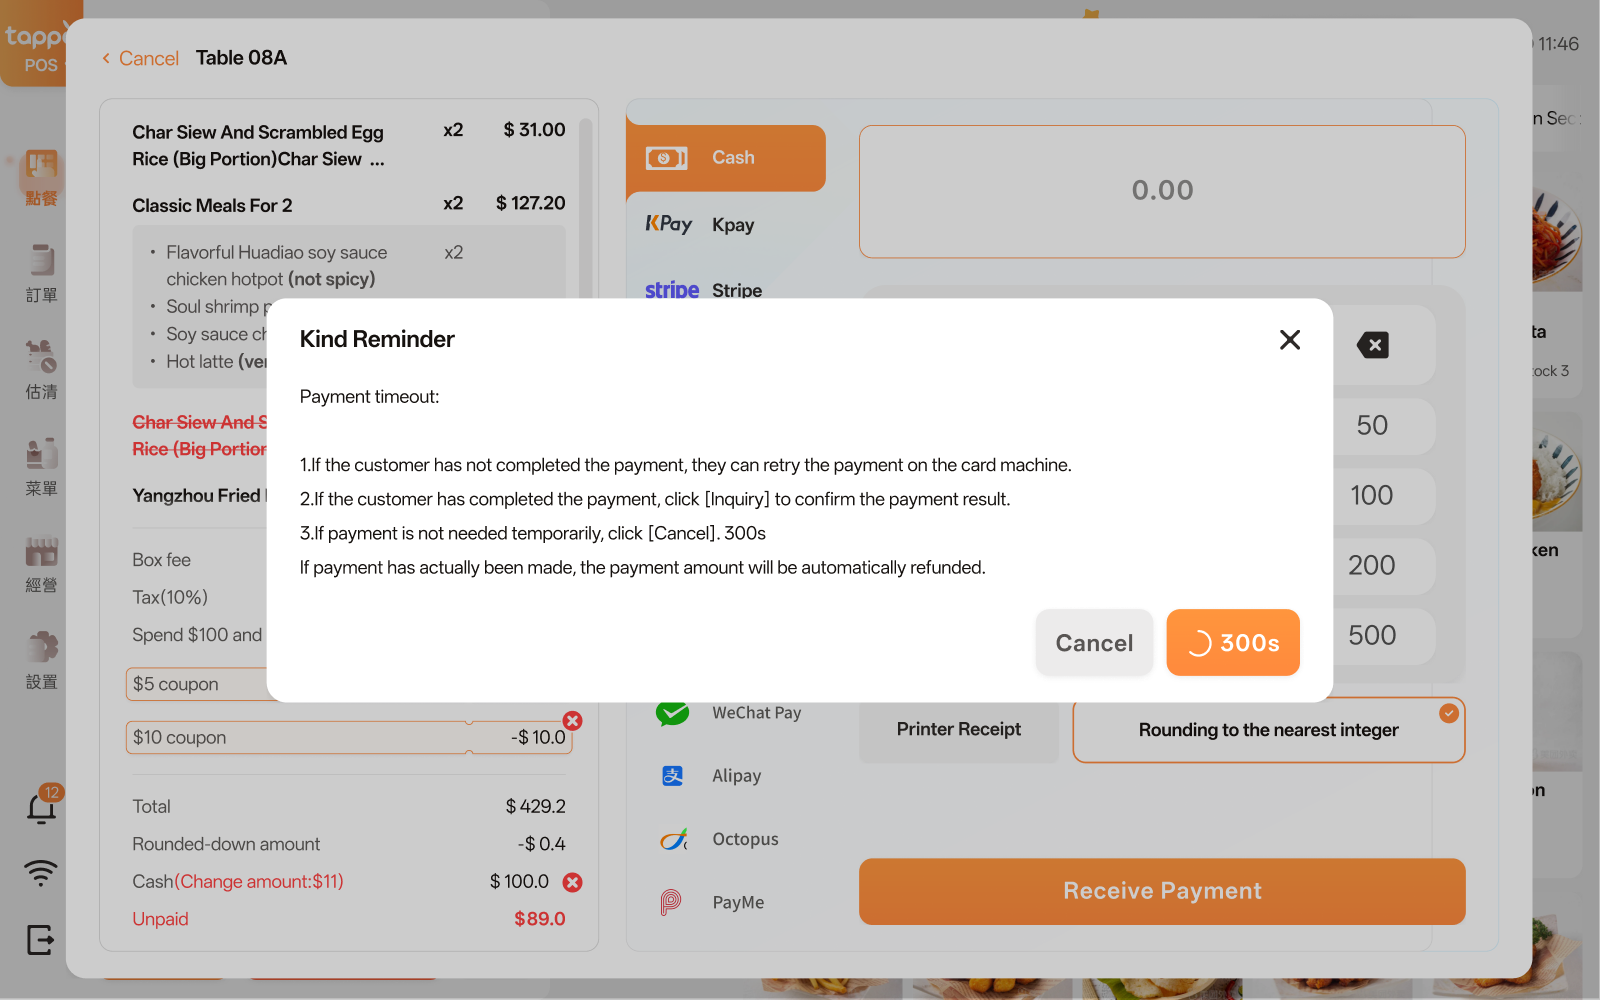 tapp
POS
11:46
Cancel
Table 08A
點餐
訂單
估清
菜單
經營
設置
12
Char Siew And Scrambled Egg x2 $ 31.00
Rice (Big Portion)Char Siew ...
Classic Meals For 2 x2 $ 127.20
• Flavorful Huadiao soy sauce x2
chicken hotpot (not spicy)
• Soul shrimp
• Soy sauce
• Hot latte
Char Siew And
Rice (Big Portion
Yangzhou Fried
Box fee
Tax(10%)
Spend $100 and
$5 coupon
$10 coupon -$ 10.0
Total $ 429.2
Rounded-down amount -$ 0.4
Cash(Change amount:$11) $ 100.0
Unpaid $89.0
Cash
KPay Kpay
stripe Stripe
WeChat Pay
支 Alipay
Octopus
PayMe
0.00
50
100
200
500
Printer Receipt
Rounding to the nearest integer
Receive Payment
Kind Reminder
Payment timeout:
1.If the customer has not completed the payment, they can retry the payment on the card machine.
2.If the customer has completed the payment, click [Inquiry] to confirm the payment result.
3.If payment is not needed temporarily, click [Cancel]. 300s
If payment has actually been made, the payment amount will be automatically refunded.
Cancel
300s